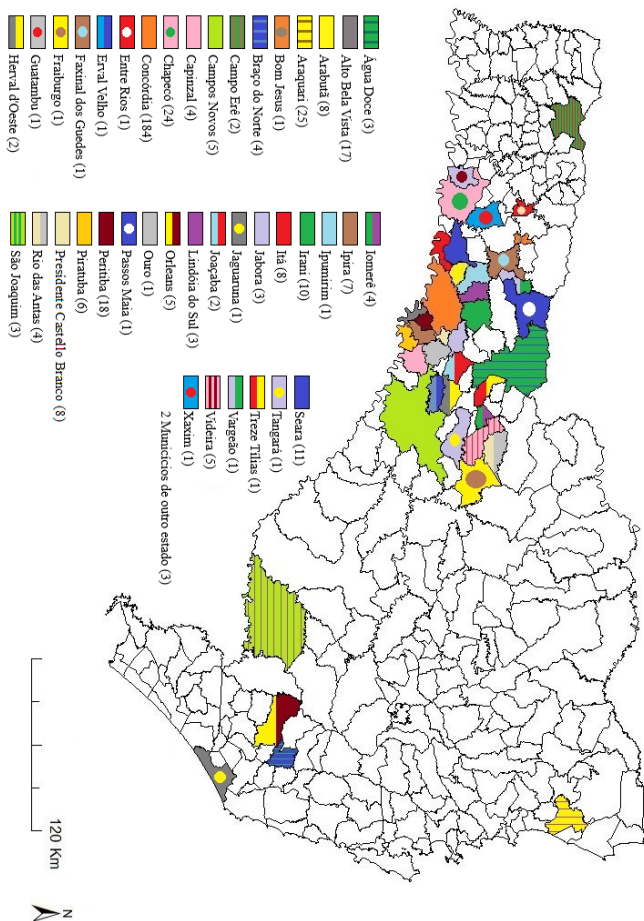 Água Doce (3)
Alto Bela Vista (17)
Arabutã (8)
Araquari (25)
Bom Jesus (1)
Braço do Norte (4)
Campo Erê (2)
Campos Novos (5)
Capinzal (4)
Chapecó (24)
Concórdia (184)
Entre Rios (1)
Erval Velho (1)
Faxinal dos Guedes (1)
Fraiburgo (1)
Guatambu (1)
Herval d'Oeste (2)
Iomerê (4)
Ipira (7)
Ipumirim (1)
Irani (10)
Itá (8)
Jabora (3)
Jaguaruna (1)
Joaçaba (2)
Lindóia do Sul (3)
Orleans (5)
Ouro (1)
Passos Maia (1)
Peritiba (18)
Piratuba (6)
Presidente Castello Branco (8)
Rio das Antas (4)
São Joaquim (3)
Seara (11)
Tangará (1)
Treze Tílias (1)
Vargeão (1)
Videira (5)
Xaxim (1)
2 Municícios de outro estado (3)
120 Km
N